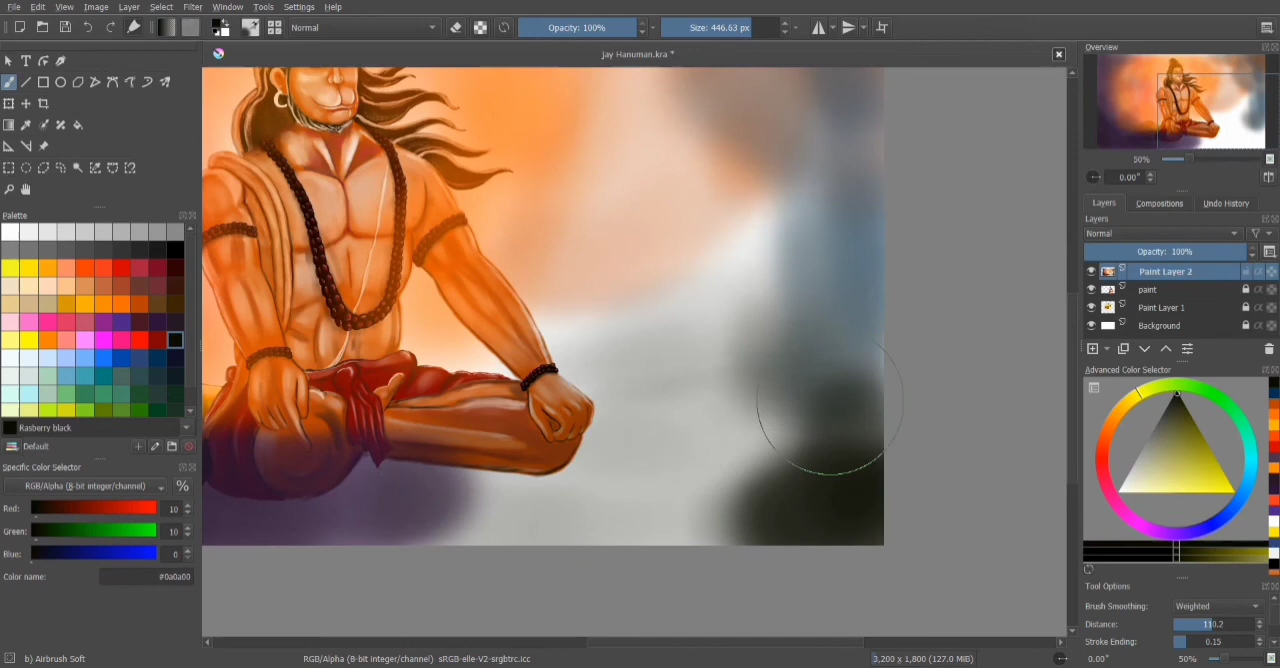 File Edit View Image Layer Select Filter Window Tools Settings Help
Normal
Opacity: 100%
Size: 446.63 px
Jay Hanuman.kra *
Overview
50%
0.00°
Layers Compositions Undo History
Layers
Normal
Opacity: 100%
Paint Layer 2
paint
Paint Layer 1
Background
Palette
Rasberry black
Default
Specific Color Selector
RGB/Alpha (8-bit integer/channel)
%
Red: 10
Green: 10
Blue: 0
Color name: #0a0a00
Advanced Color Selector
Tool Options
Brush Smoothing: Weighted
Distance: 110.2
Stroke Ending: 0.15
b) Airbrush Soft
RGB/Alpha (8-bit integer/channel) sRGB-elle-V2-srgbtrc.icc
3,200 x 1,800 (127.0 MiB)
0.00°
50%